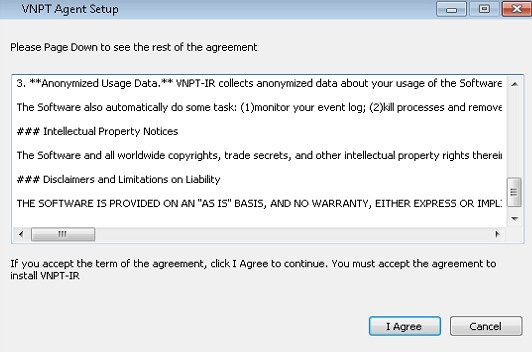 VNPT Agent Setup
Please Page Down to see the rest of the agreement
3. **Anonymized Usage Data.** VNPT-IR collects anonymized data about your usage of the Software
The Software also automatically do some task: (1)monitor your event log; (2)kill processes and remove
### Intellectual Property Notices
The Software and all worldwide copyrights, trade secrets, and other intellectual property rights therein
### Disclaimers and Limitations on Liability
THE SOFTWARE IS PROVIDED ON AN "AS IS" BASIS, AND NO WARRANTY, EITHER EXPRESS OR IMPL
If you accept the term of the agreement, click I Agree to continue. You must accept the agreement to
install VNPT-IR
I Agree
Cancel